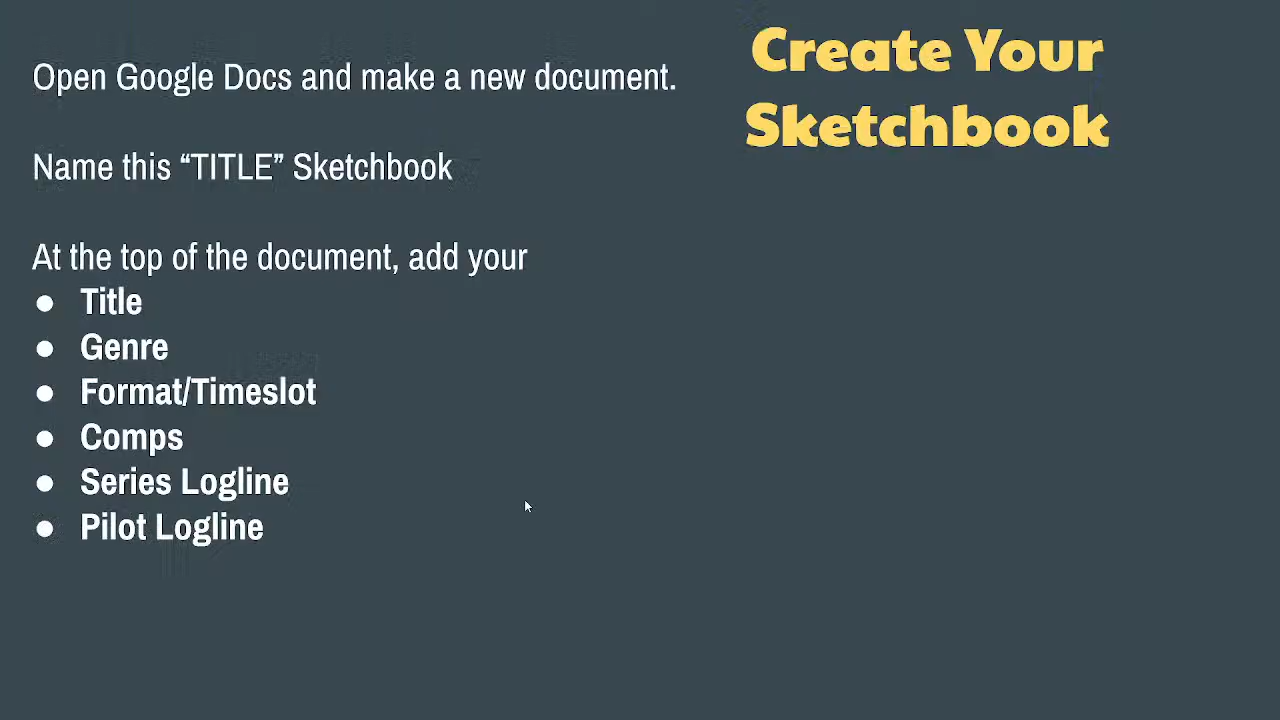 Create Your
Sketchbook
Open Google Docs and make a new document.
Name this “TITLE” Sketchbook
At the top of the document, add your
● Title
● Genre
● Format/Timeslot
● Comps
● Series Logline
● Pilot Logline